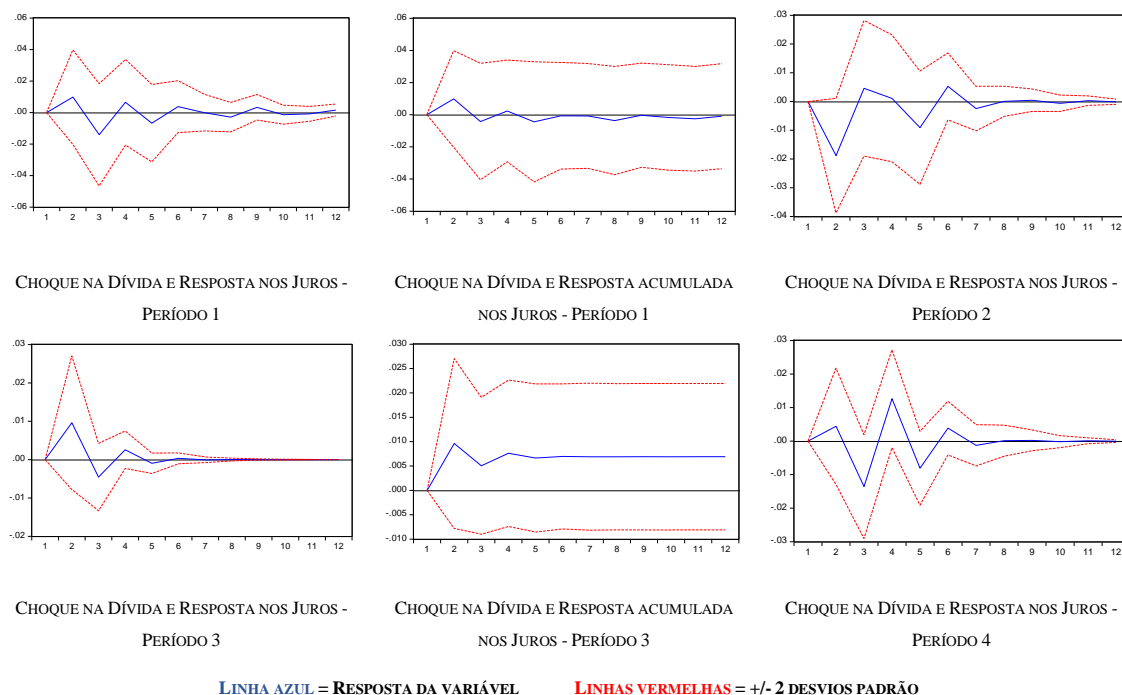 .06
.04
.02
.00
-.02
-.04
-.06
1 2 3 4 5 6 7 8 9 10 11 12
.06
.04
.02
.00
-.02
-.04
-.06
1 2 3 4 5 6 7 8 9 10 11 12
.03
.02
.01
.00
-.01
-.02
-.03
-.04
1 2 3 4 5 6 7 8 9 10 11 12
CHOQUE NA DÍVIDA E RESPOSTA NOS JUROS -
PERÍODO 1
CHOQUE NA DÍVIDA E RESPOSTA ACUMULADA
NOS JUROS - PERÍODO 1
CHOQUE NA DÍVIDA E RESPOSTA NOS JUROS -
PERÍODO 2
.03
.02
.01
.00
-.01
-.02
1 2 3 4 5 6 7 8 9 10 11 12
.030
.025
.020
.015
.010
.005
.000
-.005
-.010
1 2 3 4 5 6 7 8 9 10 11 12
.03
.02
.01
.00
-.01
-.02
-.03
1 2 3 4 5 6 7 8 9 10 11 12
CHOQUE NA DÍVIDA E RESPOSTA NOS JUROS -
PERÍODO 3
CHOQUE NA DÍVIDA E RESPOSTA ACUMULADA
NOS JUROS - PERÍODO 3
CHOQUE NA DÍVIDA E RESPOSTA NOS JUROS -
PERÍODO 4
LINHA AZUL = RESPOSTA DA VARIÁVEL LINHAS VERMELHAS = +/- 2 DESVIOS PADRÃO